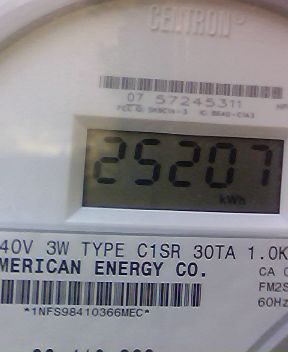 CENTRON®
07 57245311
25207
kWh
40V 3W TYPE C1SR 30TA 1.0K
MERICAN ENERGY CO.
CA
FM2S
60Hz
*1NFS98410366MEC*